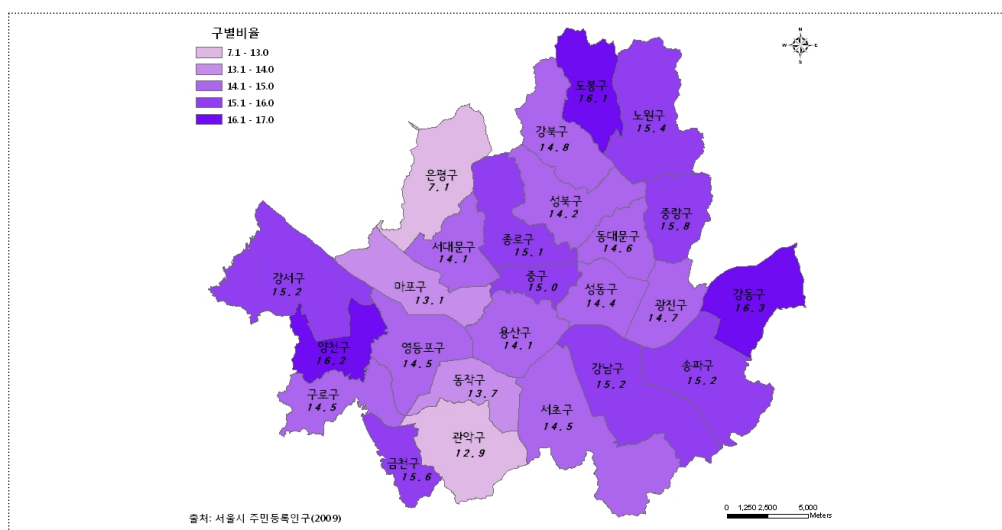 구별비율
7.1 - 13.0
13.1 - 14.0
14.1 - 15.0
15.1 - 16.0
16.1 - 17.0
N
W E
S
도봉구
16.1
노원구
15.4
강북구
14.8
은평구
7.1
성북구
14.2
중랑구
15.8
동대문구
14.6
종로구
15.1
서대문구
14.1
중구
15.0
강서구
15.2
마포구
13.1
성동구
14.4
광진구
14.7
강동구
16.3
용산구
14.1
양천구
16.2
영등포구
14.5
강남구
15.2
송파구
15.2
동작구
13.7
구로구
14.5
서초구
14.5
관악구
12.9
금천구
15.6
출처: 서울시 주민등록인구(2009)
0 1,250 2,500 5,000
Meters